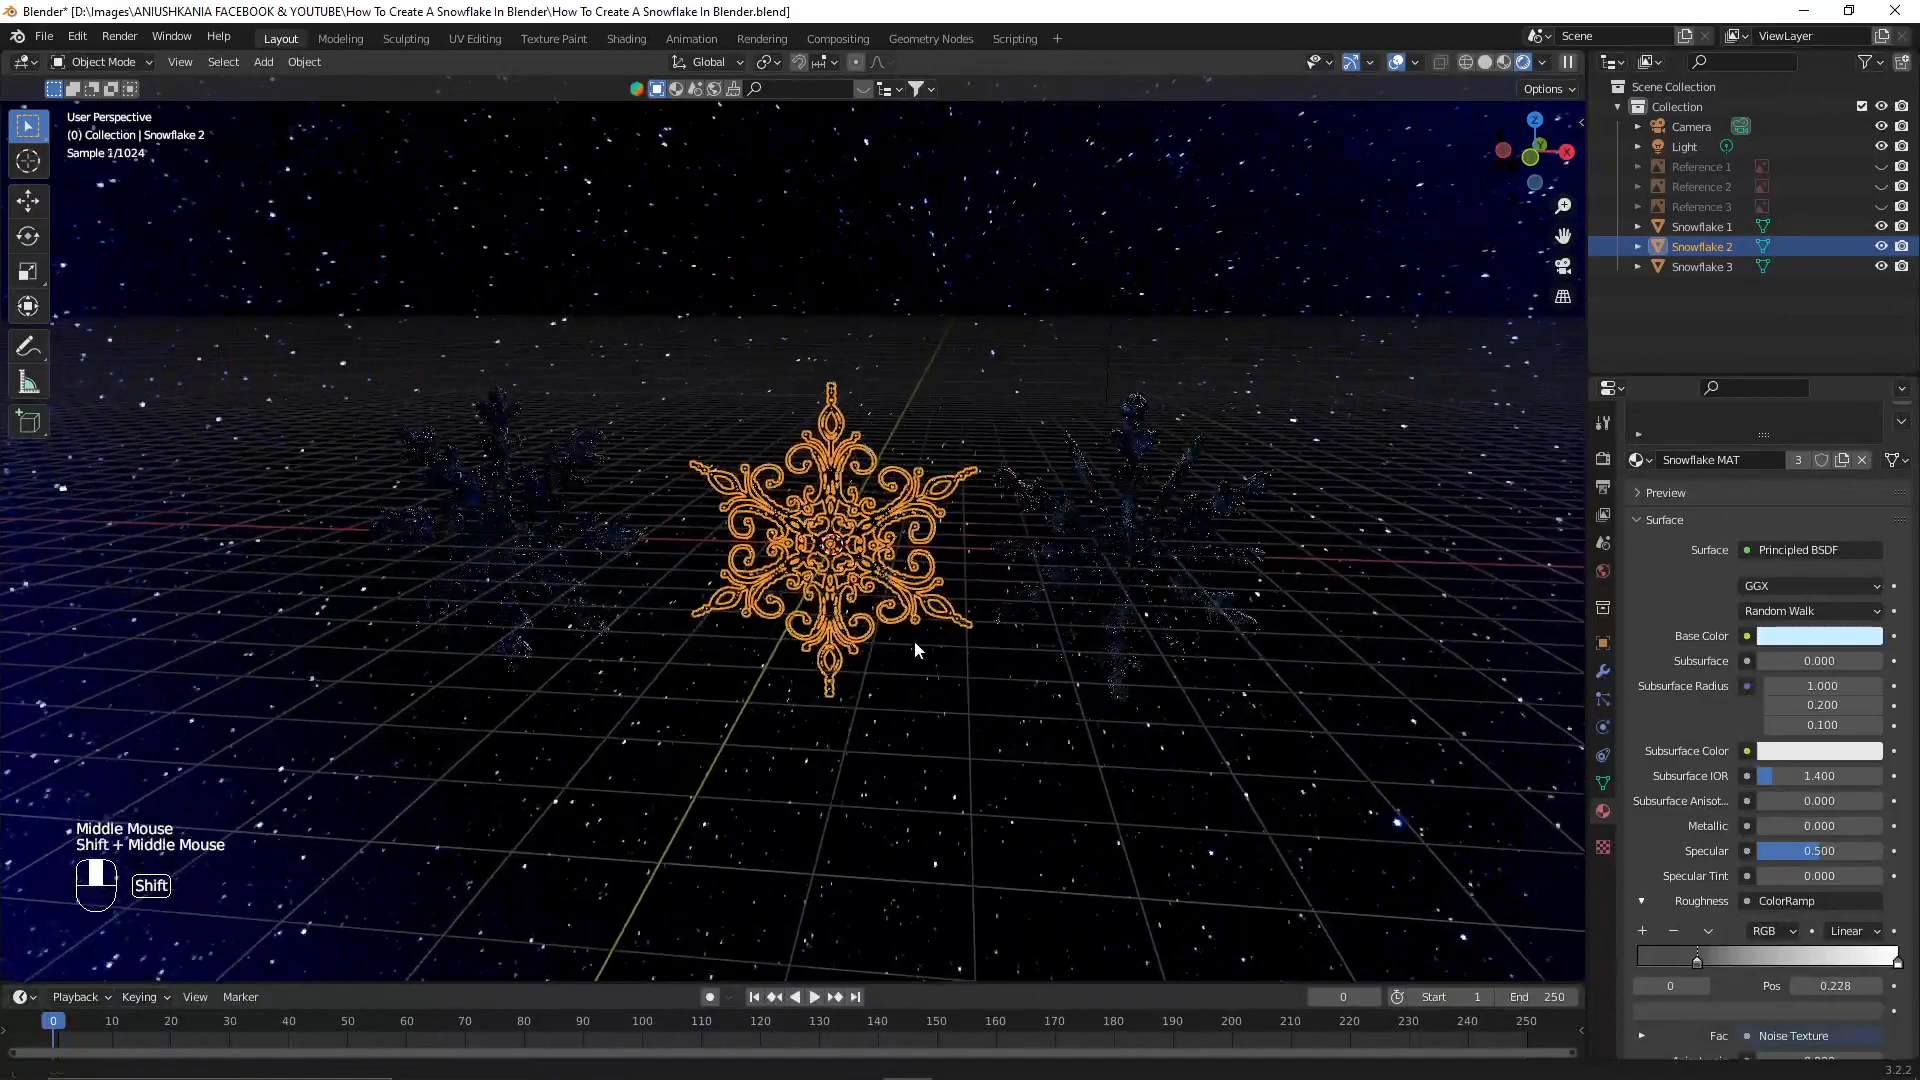 Blender* [D:\Images\ANIUSHKANIA FACEBOOK & YOUTUBE\How To Create A Snowflake In Blender\How To Create A Snowflake In Blender.blend]
File Edit Render Window Help Layout Modeling Sculpting UV Editing Texture Paint Shading Animation Rendering Compositing Geometry Nodes Scripting + Scene ViewLayer
Object Mode View Select Add Object Global
Options
User Perspective
(0) Collection | Snowflake 2
Sample 1/1024
Z
Y
X
Scene Collection
Collection
Camera
Light
Reference 1
Reference 2
Reference 3
Snowflake 1
Snowflake 2
Snowflake 3
Snowflake MAT 3
Preview
Surface
Surface Principled BSDF
GGX
Random Walk
Base Color
Subsurface 0.000
Subsurface Radius 1.000
0.200
0.100
Subsurface Color
Subsurface IOR 1.400
Subsurface Anisot... 0.000
Metallic 0.000
Specular 0.500
Specular Tint 0.000
Roughness ColorRamp
RGB Linear
0 Pos 0.228
Fac Noise Texture
Middle Mouse
Shift + Middle Mouse
Shift
Playback Keying View Marker 0 Start 1 End 250
0 10 20 30 40 50 60 70 80 90 100 110 120 130 140 150 160 170 180 190 200 210 220 230 240 250
3.2.2